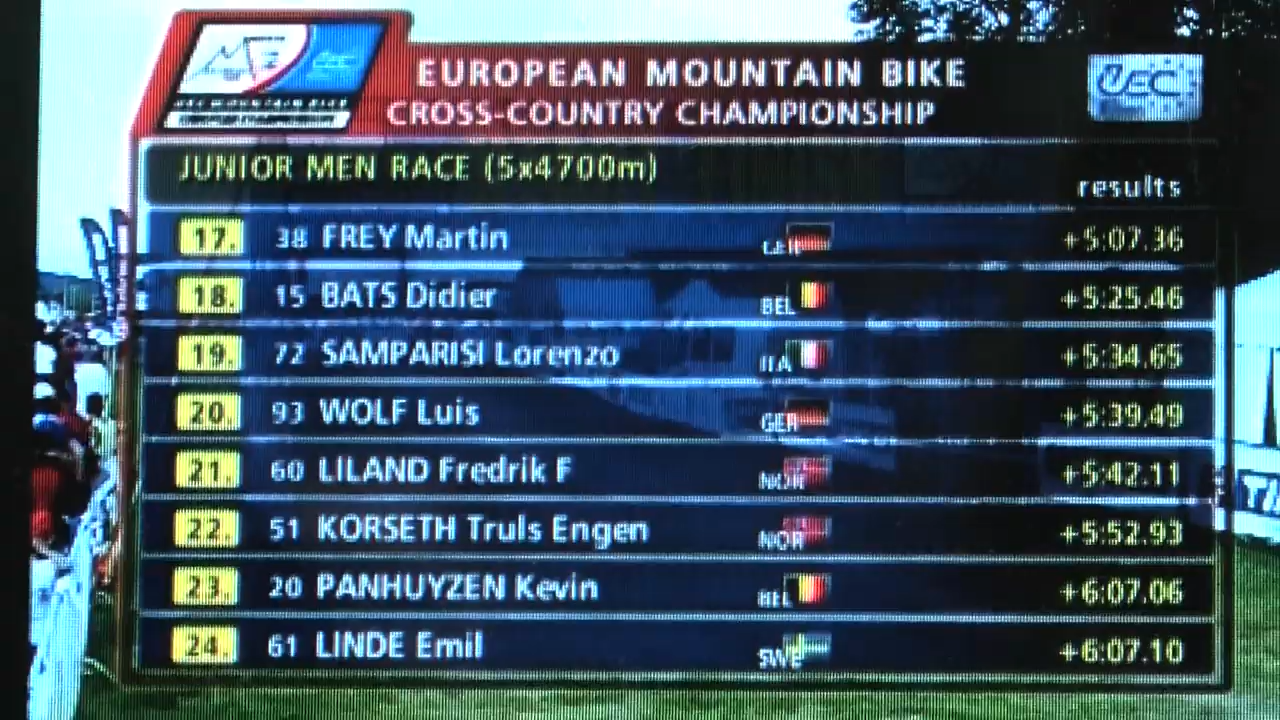 EUROPEAN MOUNTAIN BIKE
CROSS-COUNTRY CHAMPIONSHIP
UEC
JUNIOR MEN RACE (5x4700m)
results
17. 38 FREY Martin GER +5:07.36
18. 15 BATS Didier BEL +5:25.46
19. 72 SAMPARISI Lorenzo ITA +5:34.65
20. 93 WOLF Luis GER +5:39.49
21. 60 LILAND Fredrik F NOR +5:42.11
22. 51 KORSETH Truls Engen NOR +5:52.93
23. 20 PANHUYZEN Kevin BEL +6:07.06
24. 61 LINDE Emil SWE +6:07.10